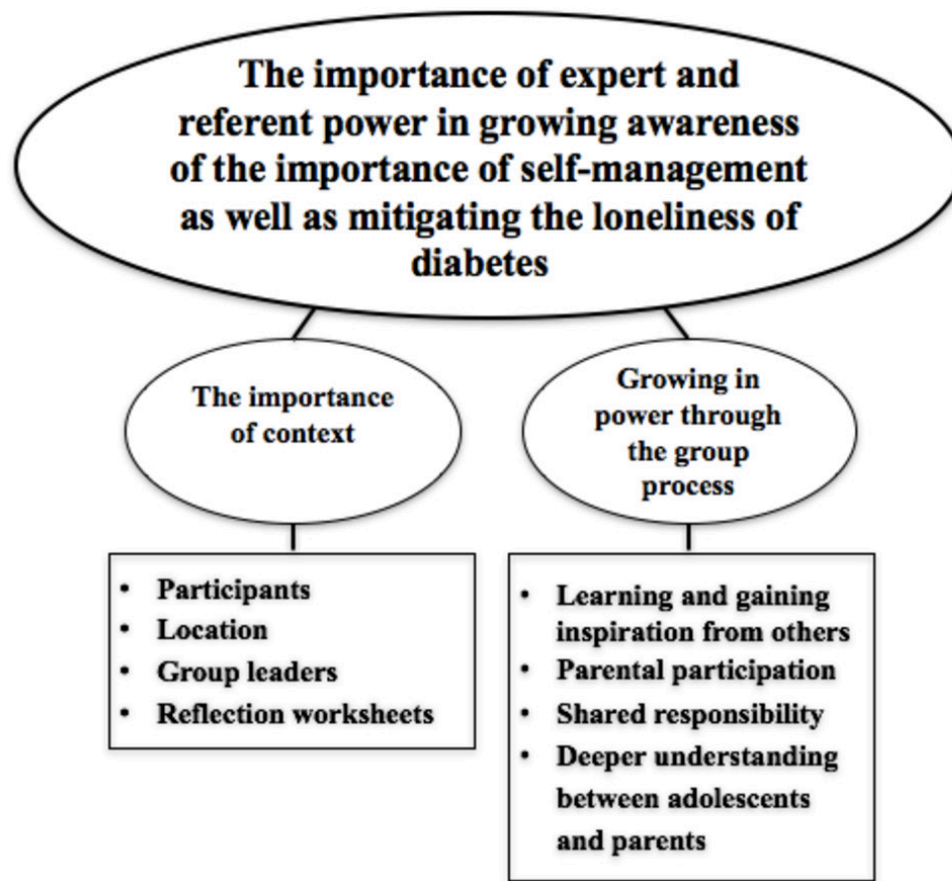 The importance of expert and
referent power in growing awareness
of the importance of self-management
as well as mitigating the loneliness of
diabetes
The importance
of context
Growing in
power through
the group
process
• Participants
• Location
• Group leaders
• Reflection worksheets
• Learning and gaining
inspiration from others
• Parental participation
• Shared responsibility
• Deeper understanding
between adolescents
and parents